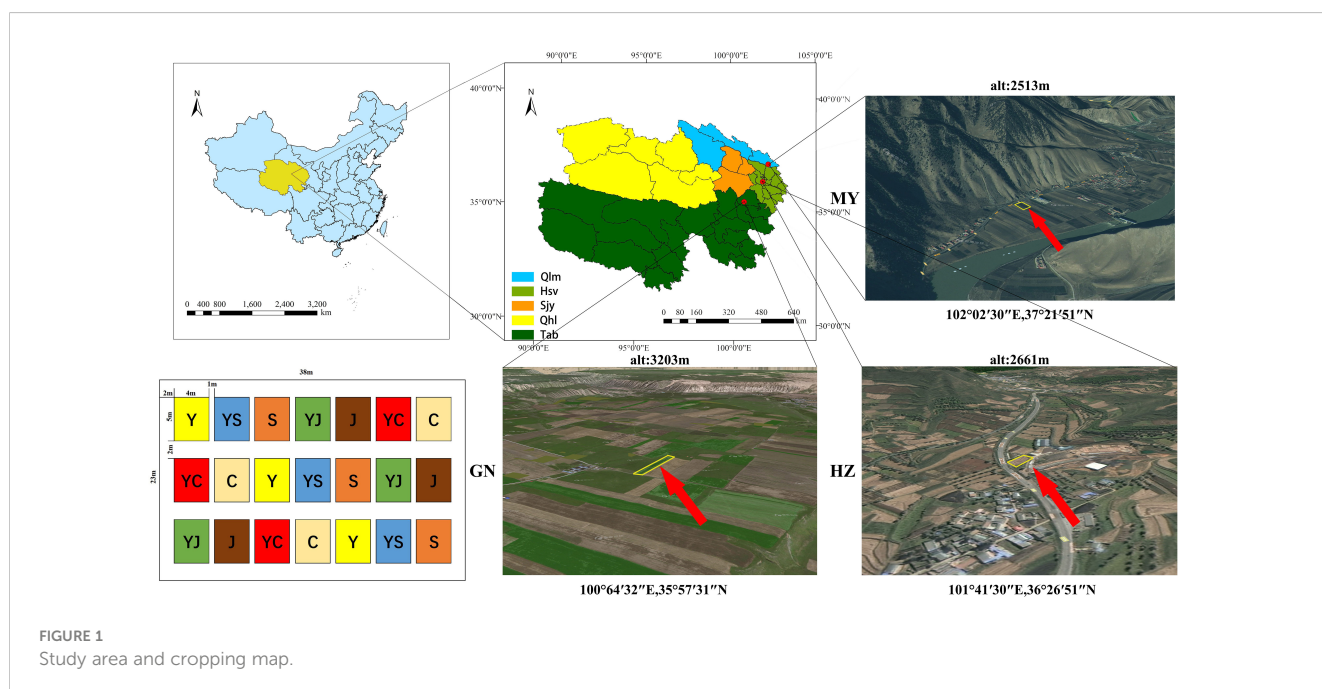 N
0 400 800 1,600 2,400 3,200
km
90°0'0"E 95°0'0"E 100°0'0"E 105°0'0"E
40°0'0"N
35°0'0"N
30°0'0"N
N
Qlm
Hsv
Sjy
Qhl
Tab
0 80 160 320 480 640
km
40°0'0"N
35°0'0"N
30°0'0"N
90°0'0"E 95°0'0"E 100°0'0"E
alt:2513m
MY
102°02'30"E,37°21'51"N
38m
2m 4m 1m
5m
2m
23m
Y YS S YJ J YC C
YC C Y YS S YJ J
YJ J YC C Y YS S
alt:3203m
GN
100°64'32"E,35°57'31"N
alt:2661m
HZ
101°41'30"E,36°26'51"N
FIGURE 1
Study area and cropping map.